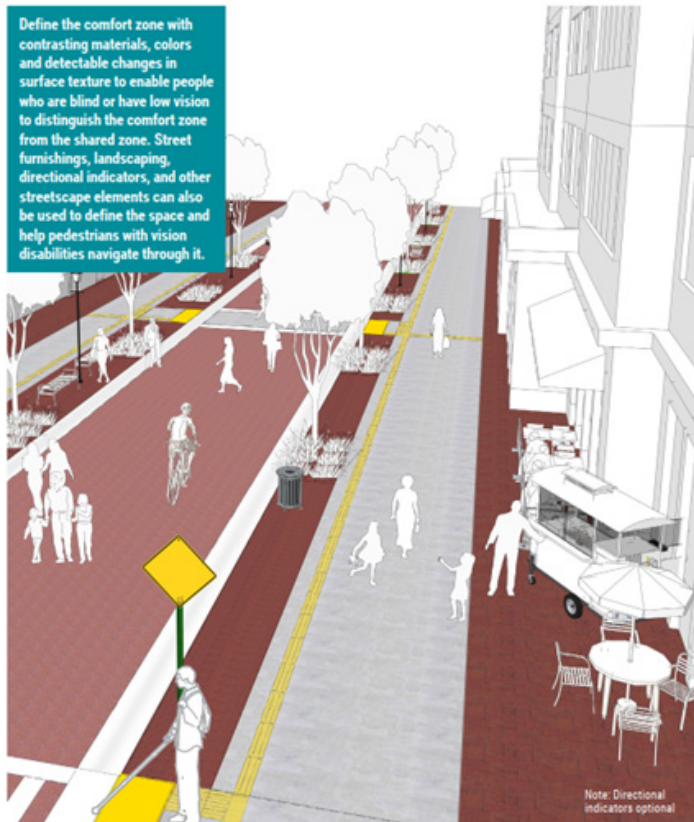 Define the comfort zone with
contrasting materials, colors
and detectable changes in
surface texture to enable people
who are blind or have low vision
to distinguish the comfort zone
from the shared zone. Street
furnishings, landscaping,
directional indicators, and other
streetscape elements can also
be used to define the space and
help pedestrians with vision
disabilities navigate through it.
Note: Directional
indicators optional